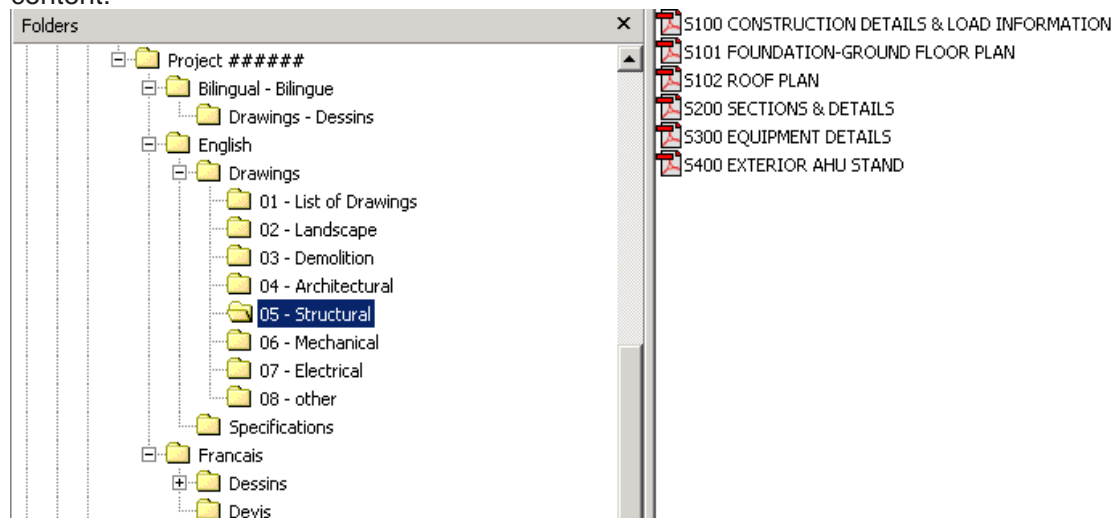 content.
Folders
Project ######
Bilingual - Bilingue
Drawings - Dessins
English
Drawings
01 - List of Drawings
02 - Landscape
03 - Demolition
04 - Architectural
05 - Structural
06 - Mechanical
07 - Electrical
08 - other
Specifications
Francais
Dessins
Devis
S100 CONSTRUCTION DETAILS & LOAD INFORMATION
S101 FOUNDATION-GROUND FLOOR PLAN
S102 ROOF PLAN
S200 SECTIONS & DETAILS
S300 EQUIPMENT DETAILS
S400 EXTERIOR AHU STAND